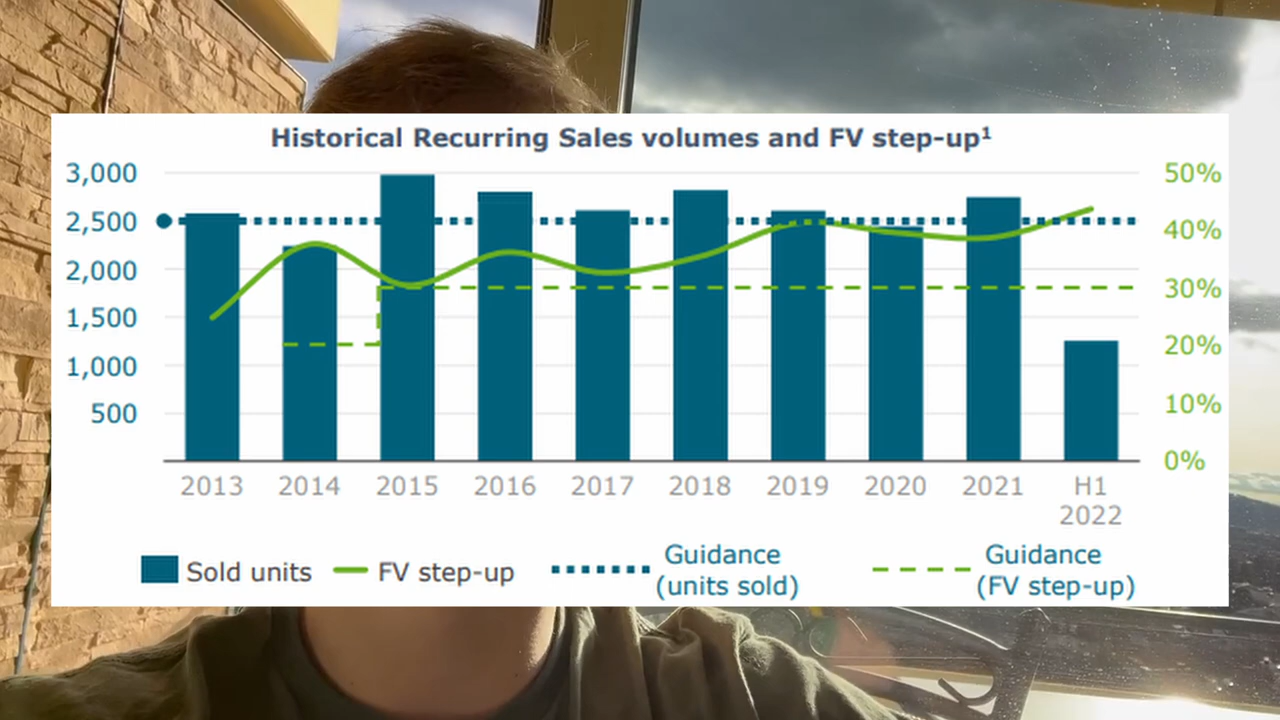 Historical Recurring Sales volumes and FV step-up¹
3,000
2,500
2,000
1,500
1,000
500
50%
40%
30%
20%
10%
0%
2013 2014 2015 2016 2017 2018 2019 2020 2021 H1
2022
Sold units
FV step-up
Guidance
(units sold)
Guidance
(FV step-up)